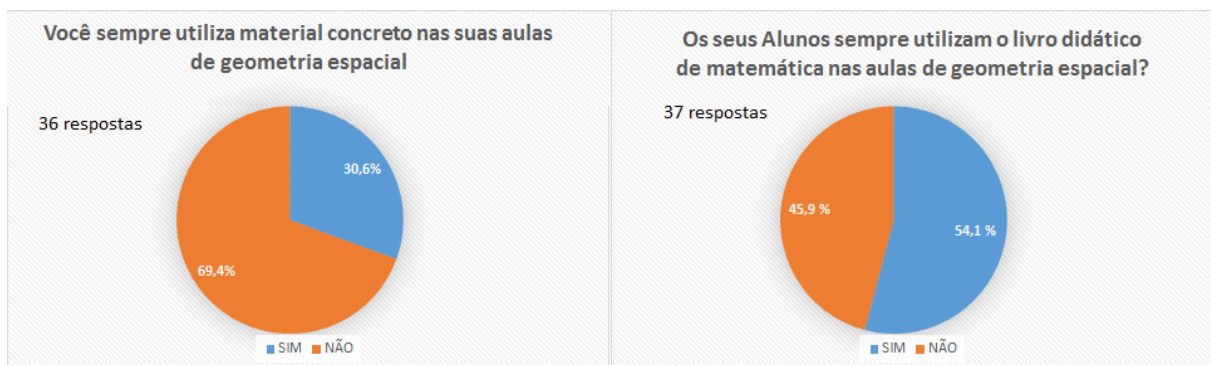 Você sempre utiliza material concreto nas suas aulas
de geometria espacial
36 respostas
30,6%
69,4%
SIM NÃO
Os seus Alunos sempre utilizam o livro didático
de matemática nas aulas de geometria espacial?
37 respostas
45,9 %
54,1 %
SIM NÃO